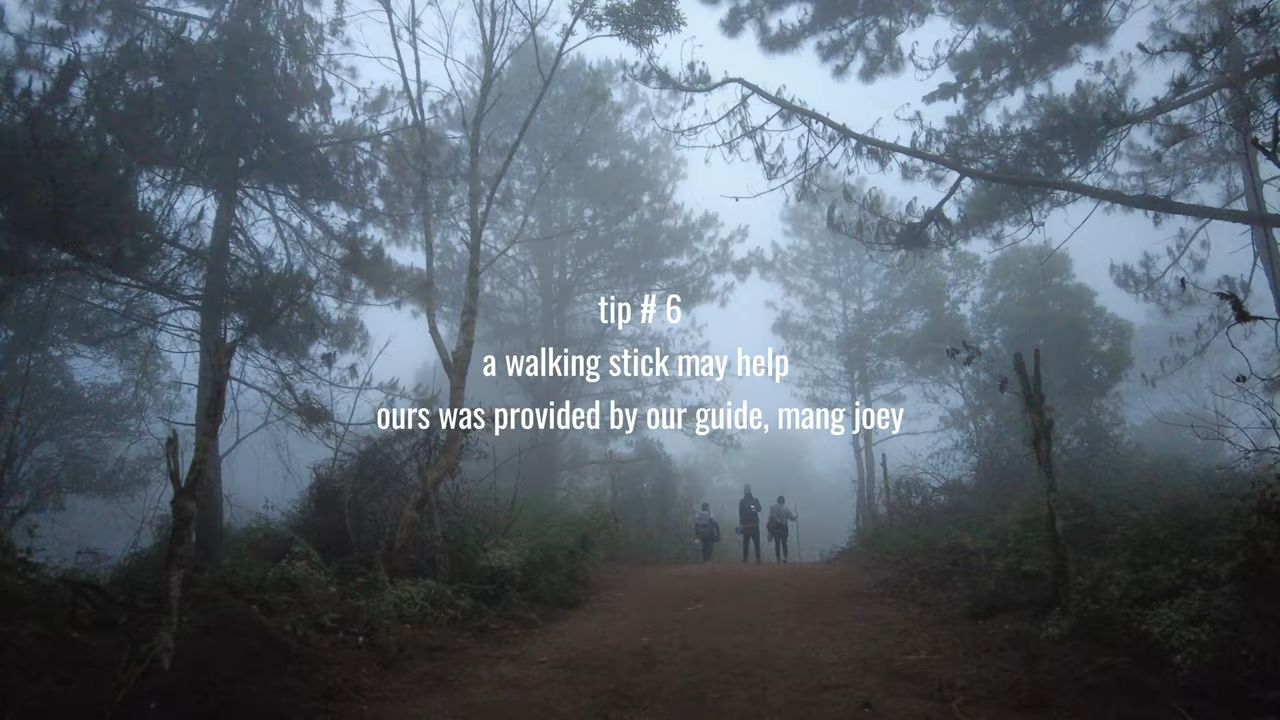 tip # 6
a walking stick may help
ours was provided by our guide, mang joey